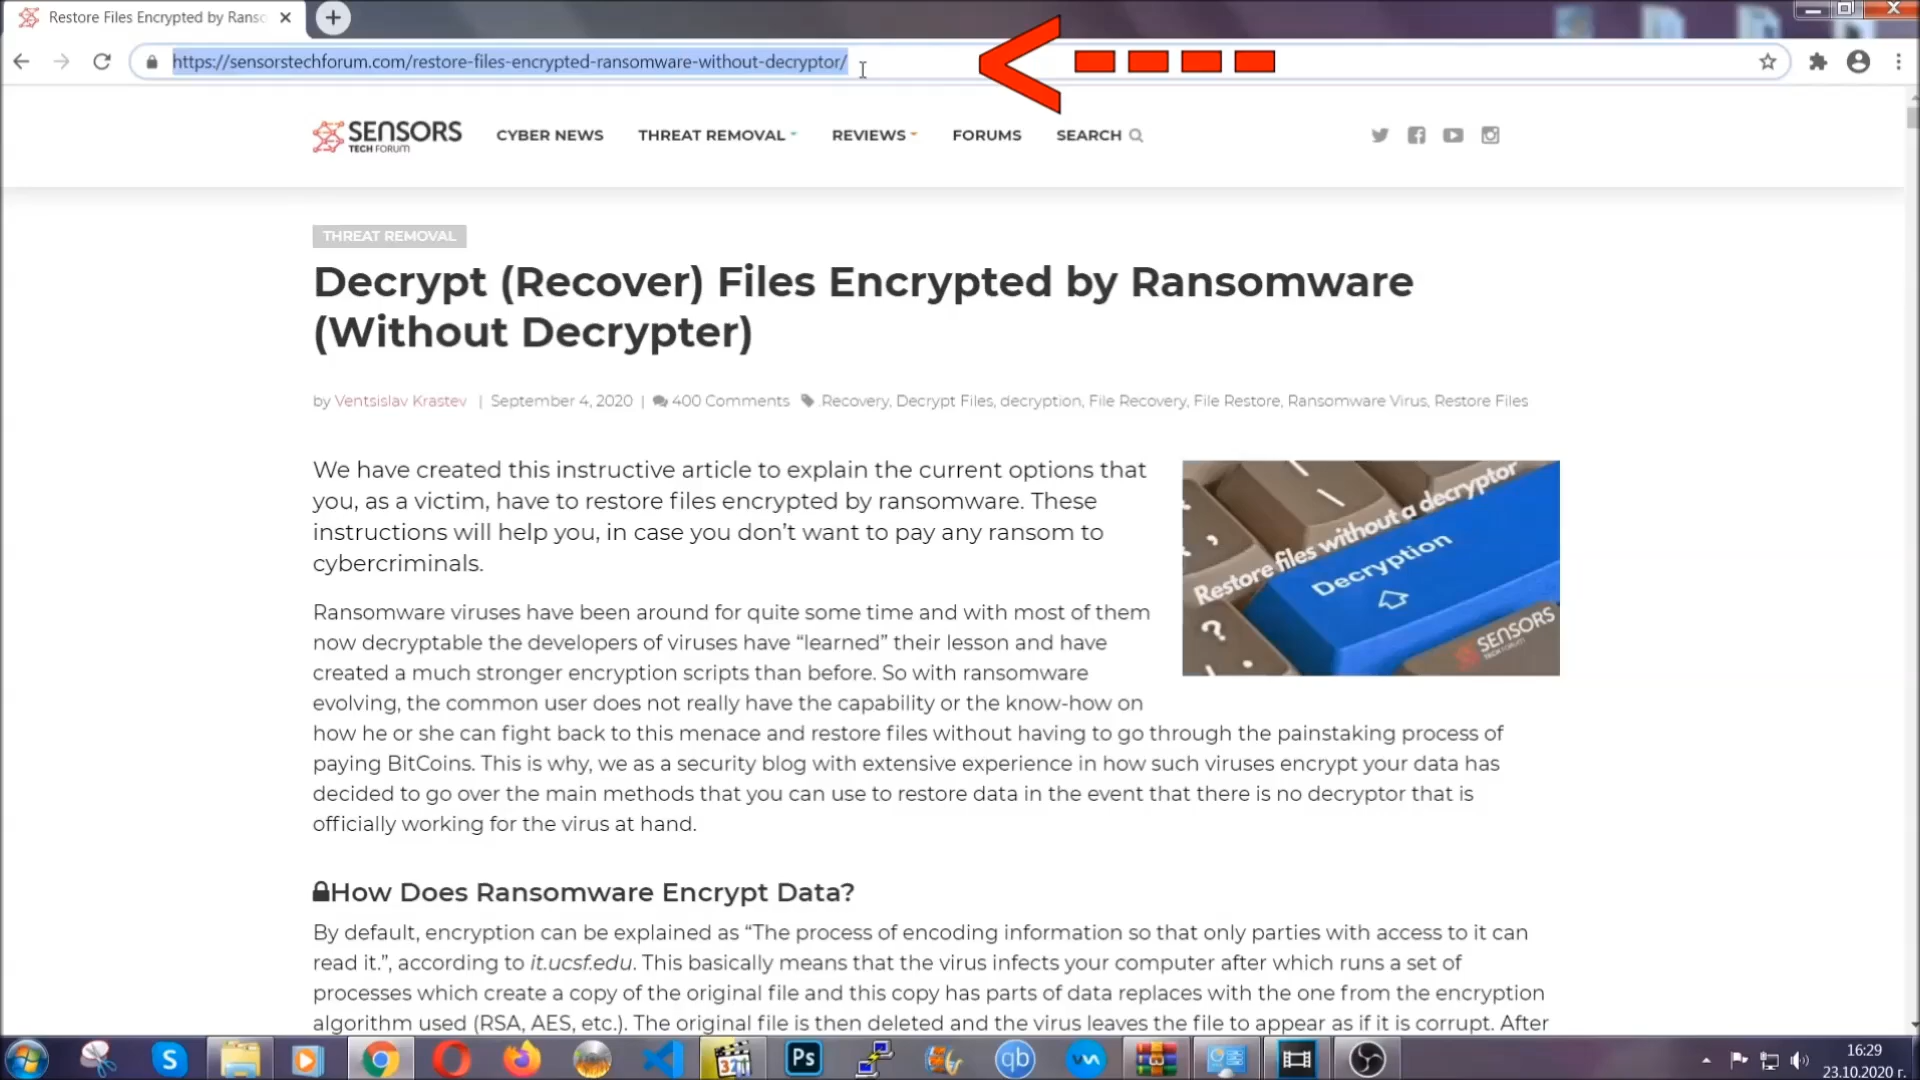 Restore Files Encrypted by Ranso
https://sensorstechforum.com/restore-files-encrypted-ransomware-without-decryptor/
SENSORS
TECH FORUM
CYBER NEWS THREAT REMOVAL REVIEWS FORUMS SEARCH
THREAT REMOVAL
Decrypt (Recover) Files Encrypted by Ransomware
(Without Decrypter)
by Ventsislav Krastev | September 4, 2020 | 400 Comments .Recovery, Decrypt Files, decryption, File Recovery, File Restore, Ransomware Virus, Restore Files
We have created this instructive article to explain the current options that
you, as a victim, have to restore files encrypted by ransomware. These
instructions will help you, in case you don’t want to pay any ransom to
cybercriminals.
Restore files without a decryptor
Decryption
SENSORS
TECH FORUM
Ransomware viruses have been around for quite some time and with most of them
now decryptable the developers of viruses have “learned” their lesson and have
created a much stronger encryption scripts than before. So with ransomware
evolving, the common user does not really have the capability or the know-how on
how he or she can fight back to this menace and restore files without having to go through the painstaking process of
paying BitCoins. This is why, we as a security blog with extensive experience in how such viruses encrypt your data has
decided to go over the main methods that you can use to restore data in the event that there is no decryptor that is
officially working for the virus at hand.
How Does Ransomware Encrypt Data?
By default, encryption can be explained as “The process of encoding information so that only parties with access to it can
read it.”, according to it.ucsf.edu. This basically means that the virus infects your computer after which runs a set of
processes which create a copy of the original file and this copy has parts of data replaces with the one from the encryption
algorithm used (RSA, AES, etc.). The original file is then deleted and the virus leaves the file to appear as if it is corrupt. After
S
321
Ps
qb
16:29
23.10.2020 г.